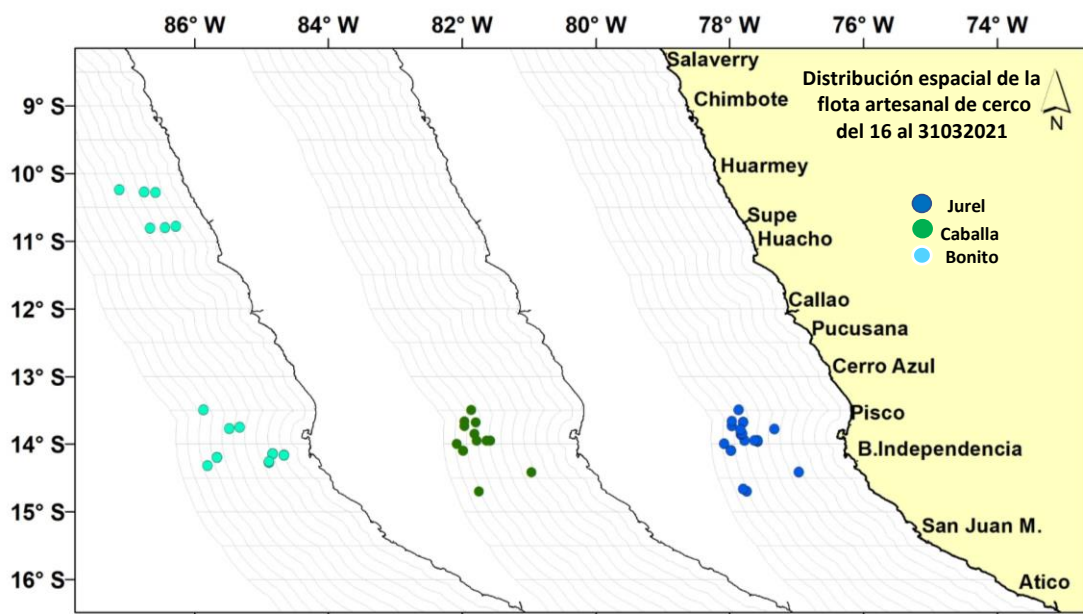 86° W 84° W 82° W 80° W 78° W 76° W 74° W
Salaverry
Distribución espacial de la
flota artesanal de cerco
del 16 al 31032021
N
9° S
Chimbote
10° S
Huarmey
Jurel
Supe
Caballa
11° S
Huacho
Bonito
12° S
Callao
Pucusana
13° S
Cerro Azul
Pisco
14° S
B.Independencia
15° S
San Juan M.
16° S
Atico